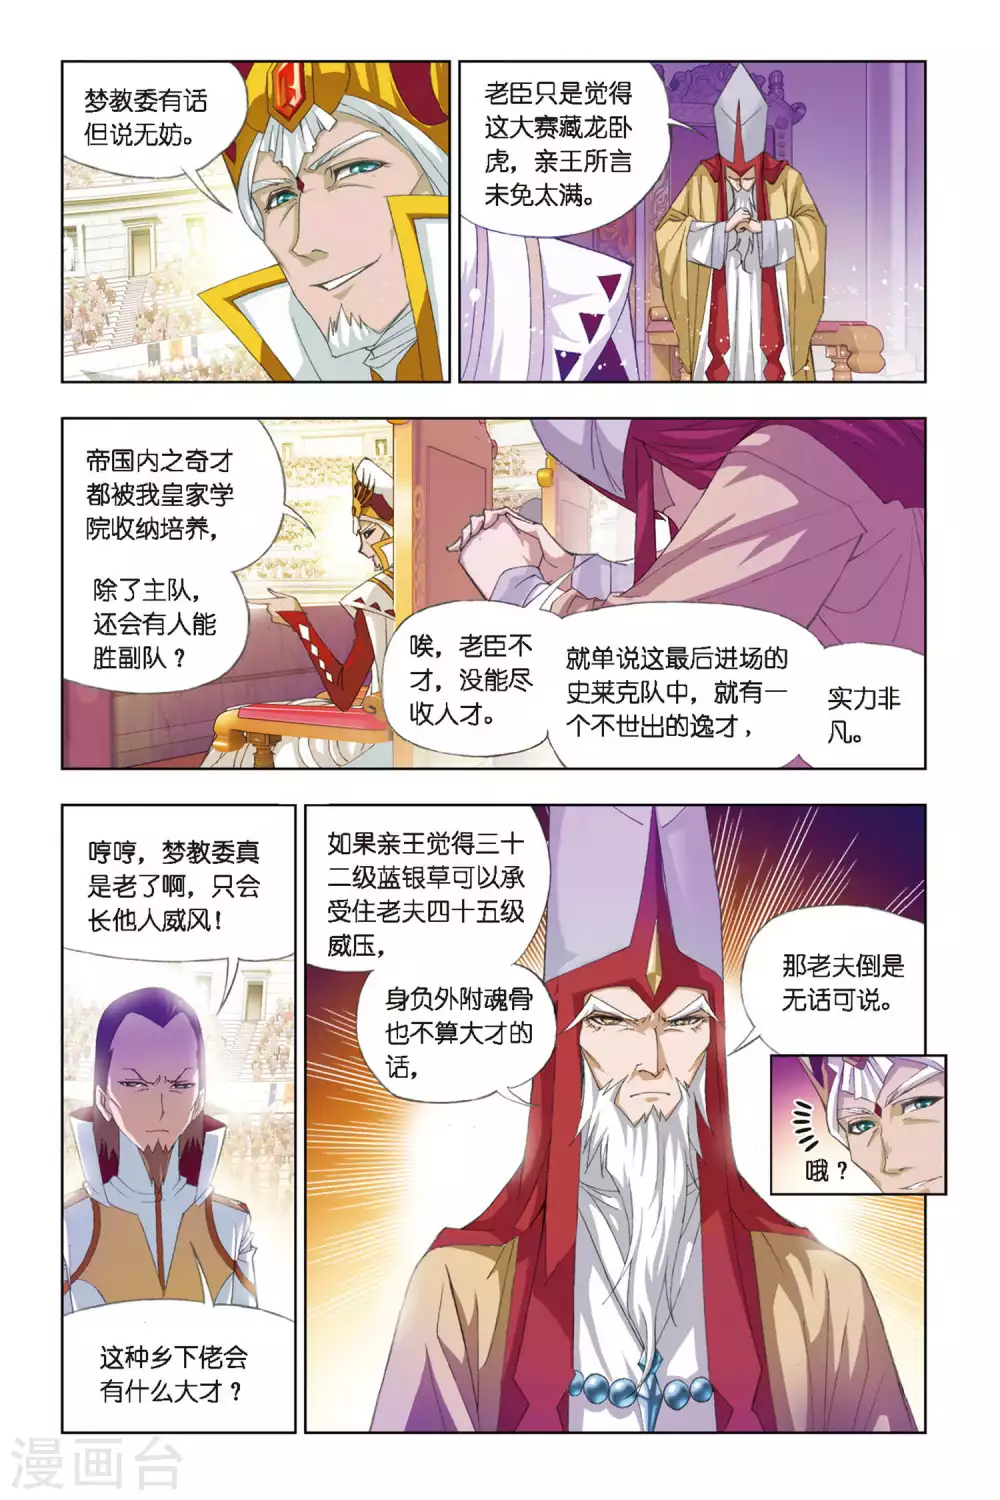 梦教委有话
但说无妨。
老臣只是觉得
这大赛藏龙卧
虎，亲王所言
未免太满。
帝国内之奇才
都被我皇家学
院收纳培养，
除了主队，
还会有人能
胜副队？
唉，老臣不
才，没能尽
收人才。
就单说这最后进场的
史莱克队中，就有一
个不世出的逸才，
实力非
凡。
哼哼，梦教委真
是老了啊，只会
长他人威风！
这种乡下佬会
有什么大才？
如果亲王觉得三十
二级蓝银草可以承
受住老夫四十五级
威压，
身负外附魂骨
也不算大才的
话，
那老夫倒是
无话可说。
哦？
漫画台